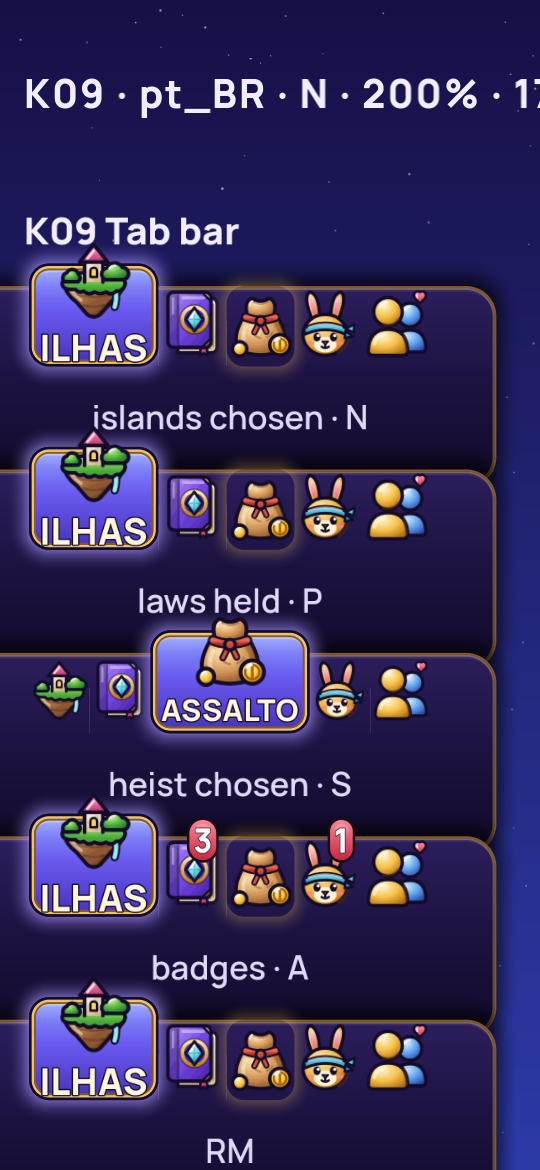 K09 · pt_BR · N · 200% ·
K09 Tab bar
ILHAS
islands chosen · N
ILHAS
laws held · P
ASSALTO
heist chosen · S
3 1
ILHAS
badges · A
ILHAS
RM